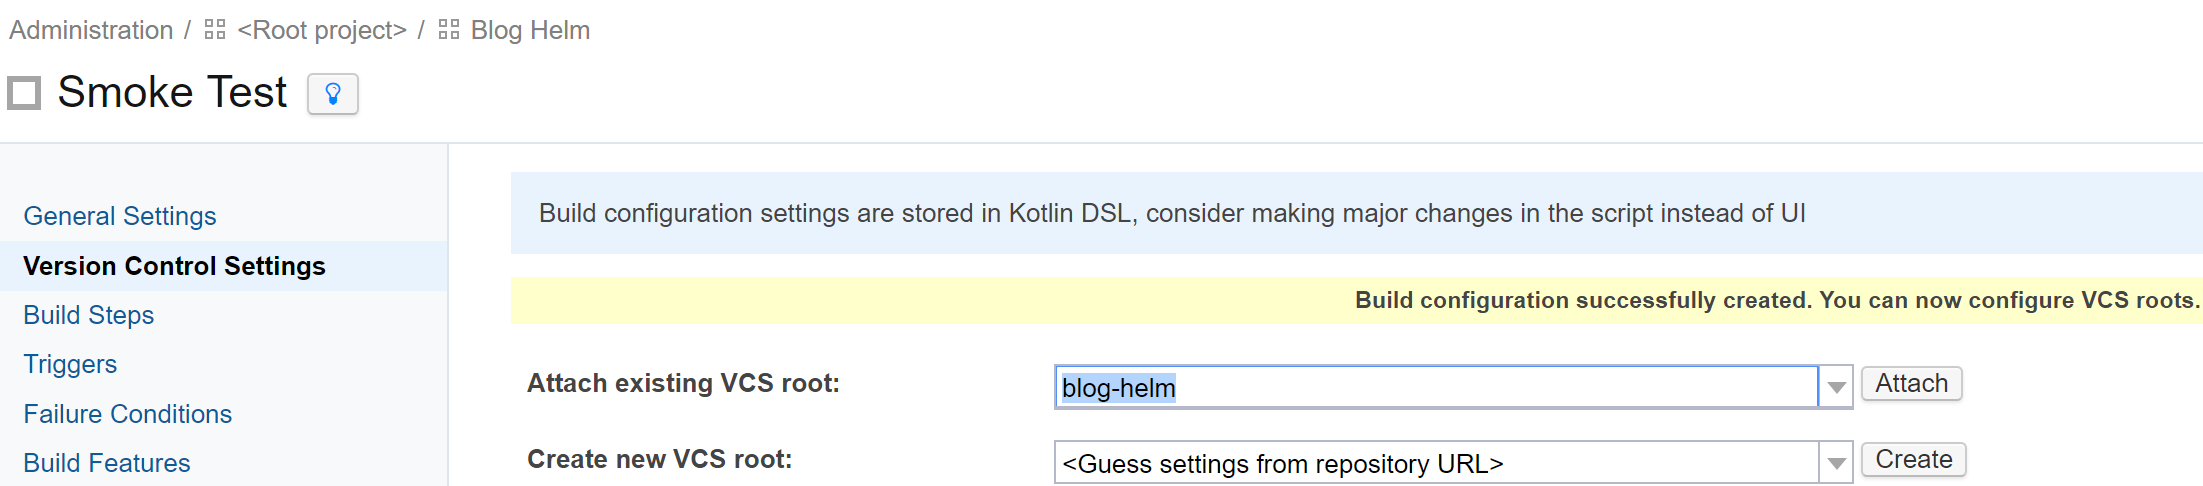 Administration / <Root project> / Blog Helm
Smoke Test
General Settings
Version Control Settings
Build Steps
Triggers
Failure Conditions
Build Features
Build configuration settings are stored in Kotlin DSL, consider making major changes in the script instead of UI
Build configuration successfully created. You can now configure VCS roots.
Attach existing VCS root: blog-helm Attach
Create new VCS root: <Guess settings from repository URL> Create